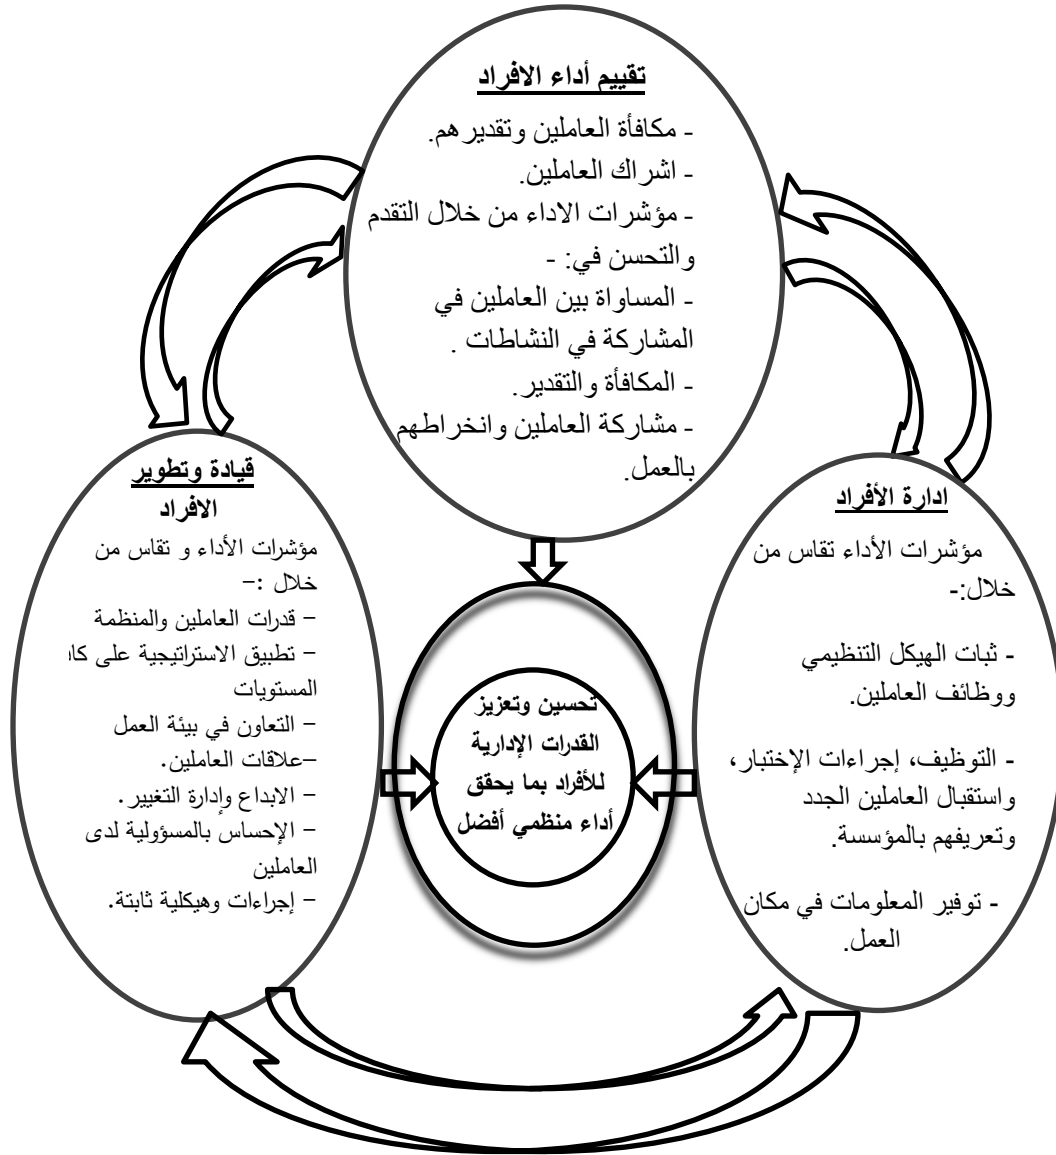 تقييم أداء الافراد
- مكافأة العاملين وتقديرهم.
- اشراك العاملين.
- مؤشرات الاداء من خلال التقدم
والتحسن في: -
- المساواة بين العاملين في
المشاركة في النشاطات .
- المكافأة والتقدير.
- مشاركة العاملين وانخراطهم
بالعمل.
ادارة الأفراد
مؤشرات الأداء تقاس من
خلال:-
- ثبات الهيكل التنظيمي
ووظائف العاملين.
- التوظيف، إجراءات الإختبار،
واستقبال العاملين الجدد
وتعريفهم بالمؤسسة.
- توفير المعلومات في مكان
العمل.
قيادة وتطوير
الافراد
مؤشرات الأداء و تقاس من
خلال :-
- قدرات العاملين والمنظمة
- تطبيق الاستراتيجية على
المستويات
- التعاون في بيئة العمل
-علاقات العاملين.
- الابداع وإدارة التغيير.
- الإحساس بالمسؤولية لدى
العاملين
- إجراءات وهيكلية ثابتة.
تحسين وتعزيز
القدرات الإدارية
للأفراد بما يحقق
أداء منظمي أفضل